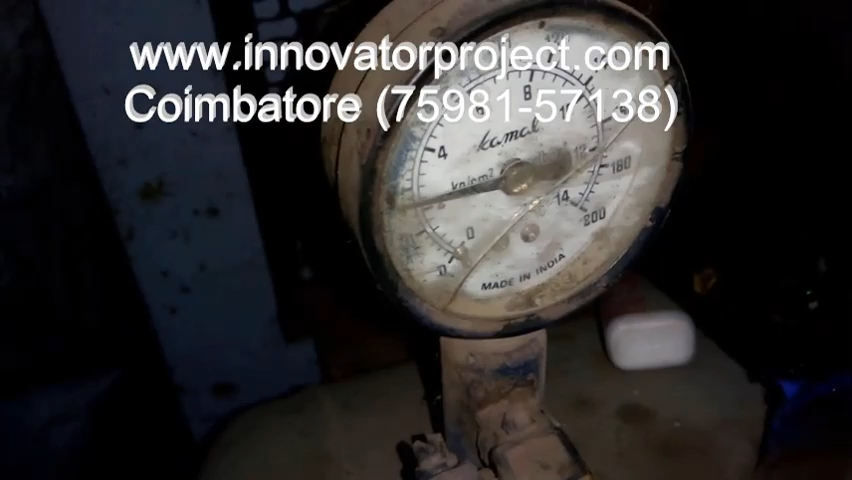 www.innovatorproject.com
Coimbatore (75981-57138)
8
4
kamal
kg/cm²
12
180
14
200
0
0
MADE IN INDIA